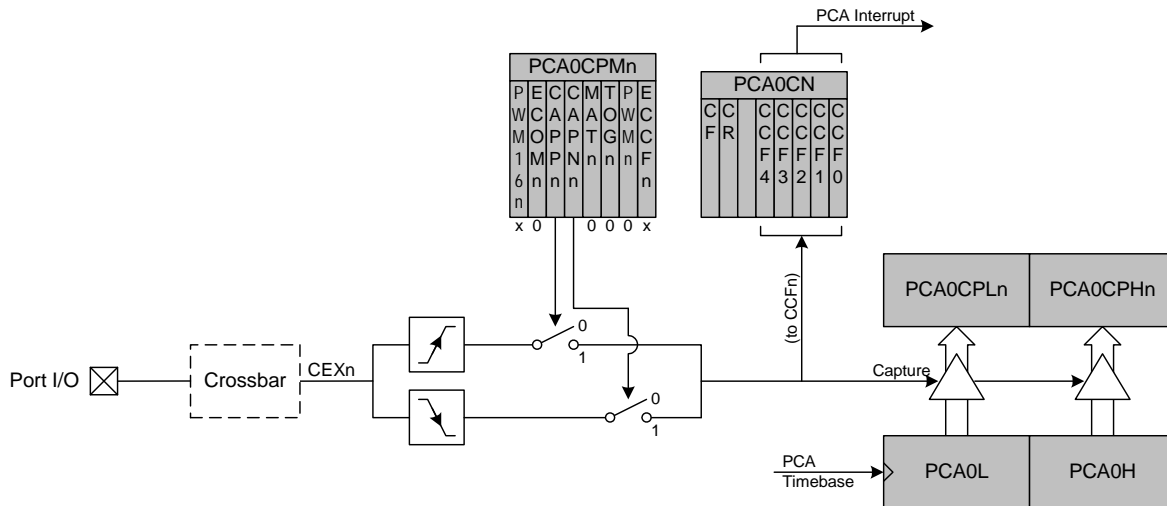 PCA Interrupt
PCA0CPMn
PWM16n
ECOMn
CAPPn
CAPNn
MATn
TOGn
PWMn
ECCFn
x 0 0 0 0 x
PCA0CN
CF
CR
CCF4
CCF3
CCF2
CCF1
CCF0
(to CCFn)
PCA0CPLn
PCA0CPHn
0
1
0
1
Port I/O
Crossbar
CEXn
Capture
PCA
Timebase
PCA0L
PCA0H